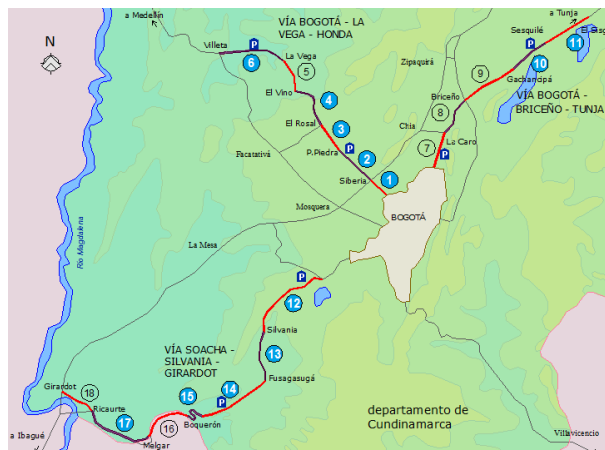 a Medellín
VÍA BOGOTÁ - LA
VEGA - HONDA
a Tunja
N
Villeta
P
6
La Vega
5
Sesquilé
P
El Sisga
11
10
Zipaquirá
9
Gachancipá
El Vino
4
Briceño
8
VÍA BOGOTÁ -
BRICEÑO - TUNJA
El Rosal
3
Chía
La Caro
7
P
Facatativá
P.Piedra
P
2
Siberia
1
Mosquera
BOGOTÁ
Río Magdalena
La Mesa
P
12
Silvania
VÍA SOACHA -
SILVANIA -
GIRARDOT
13
Fusagasugá
Girardot
18
15
14
P
Ricaurte
17
Boquerón
16
Melgar
a Ibagué
departamento de
Cundinamarca
Villavicencio